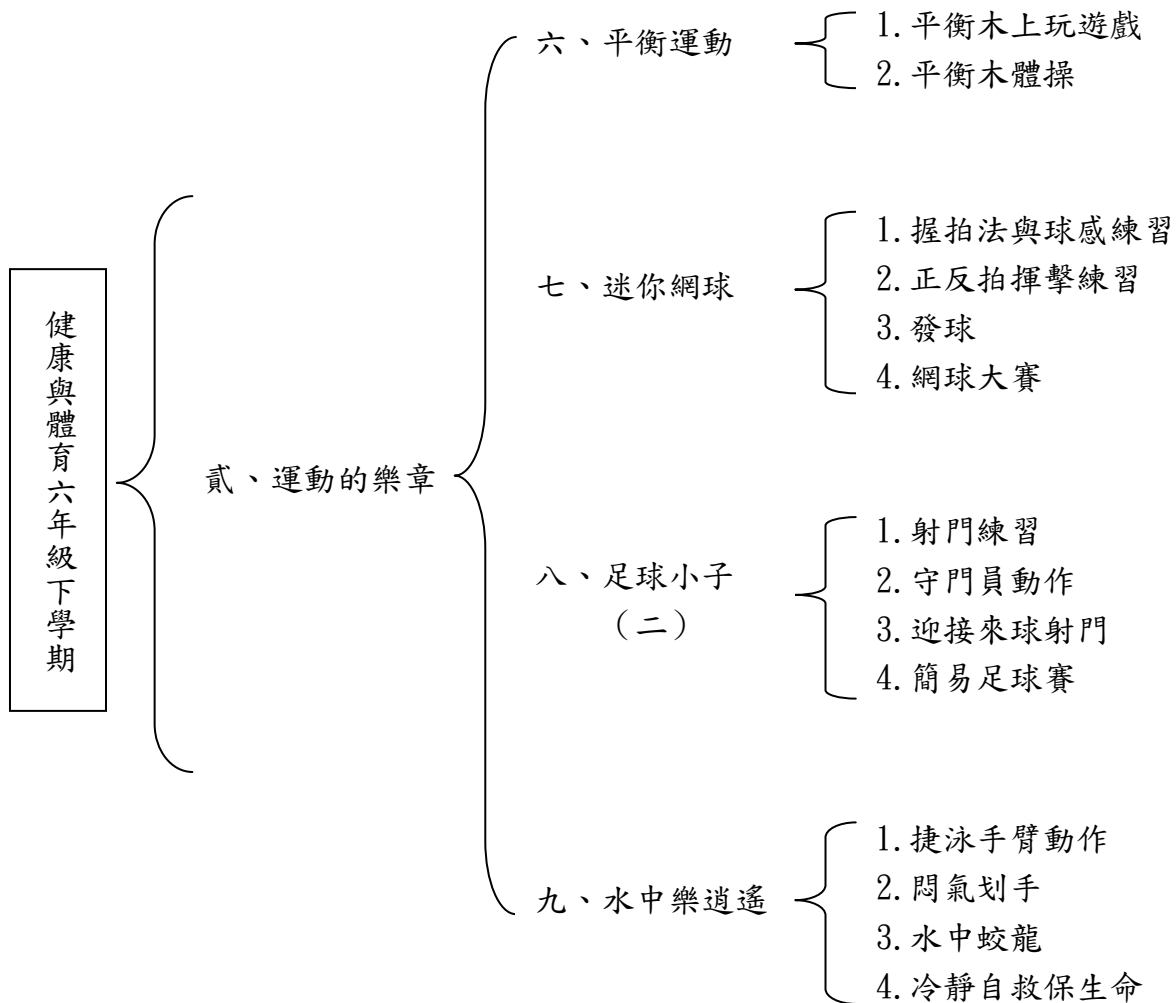 健康與體育六年級下學期
貳、運動的樂章
六、平衡運動
1.平衡木上玩遊戲
2.平衡木體操
七、迷你網球
1.握拍法與球感練習
2.正反拍揮擊練習
3.發球
4.網球大賽
八、足球小子
（二）
1.射門練習
2.守門員動作
3.迎接來球射門
4.簡易足球賽
九、水中樂逍遙
1.捷泳手臂動作
2.悶氣划手
3.水中蛟龍
4.冷靜自救保生命